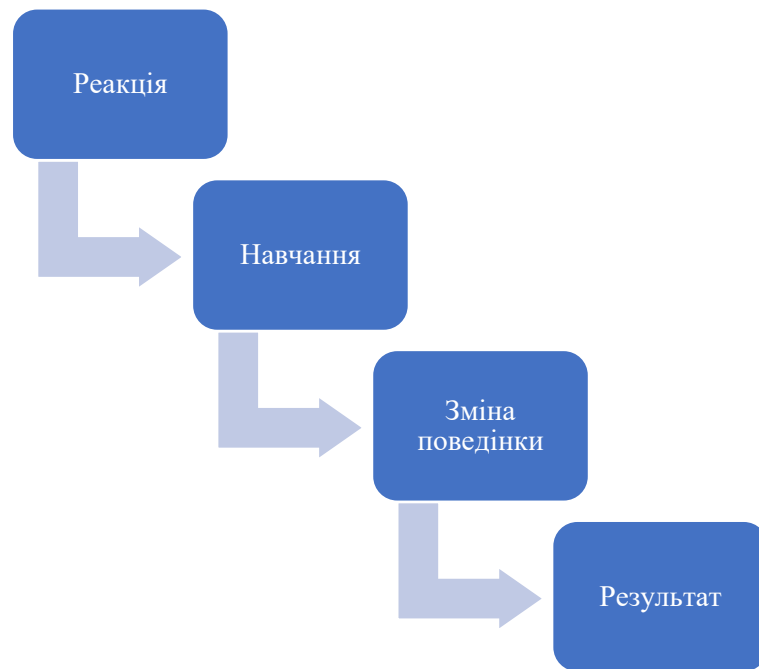 Реакція
Навчання
Зміна
поведінки
Результат